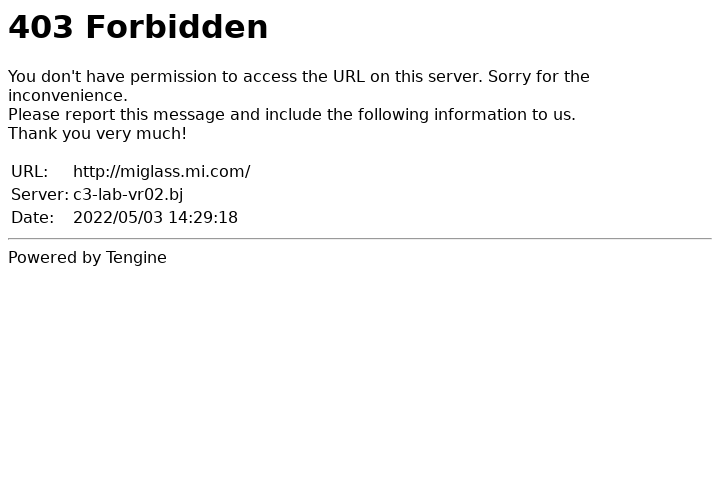 403 Forbidden
You don't have permission to access the URL on this server. Sorry for the
inconvenience.
Please report this message and include the following information to us.
Thank you very much!
URL: http://miglass.mi.com/
Server: c3-lab-vr02.bj
Date: 2022/05/03 14:29:18
Powered by Tengine